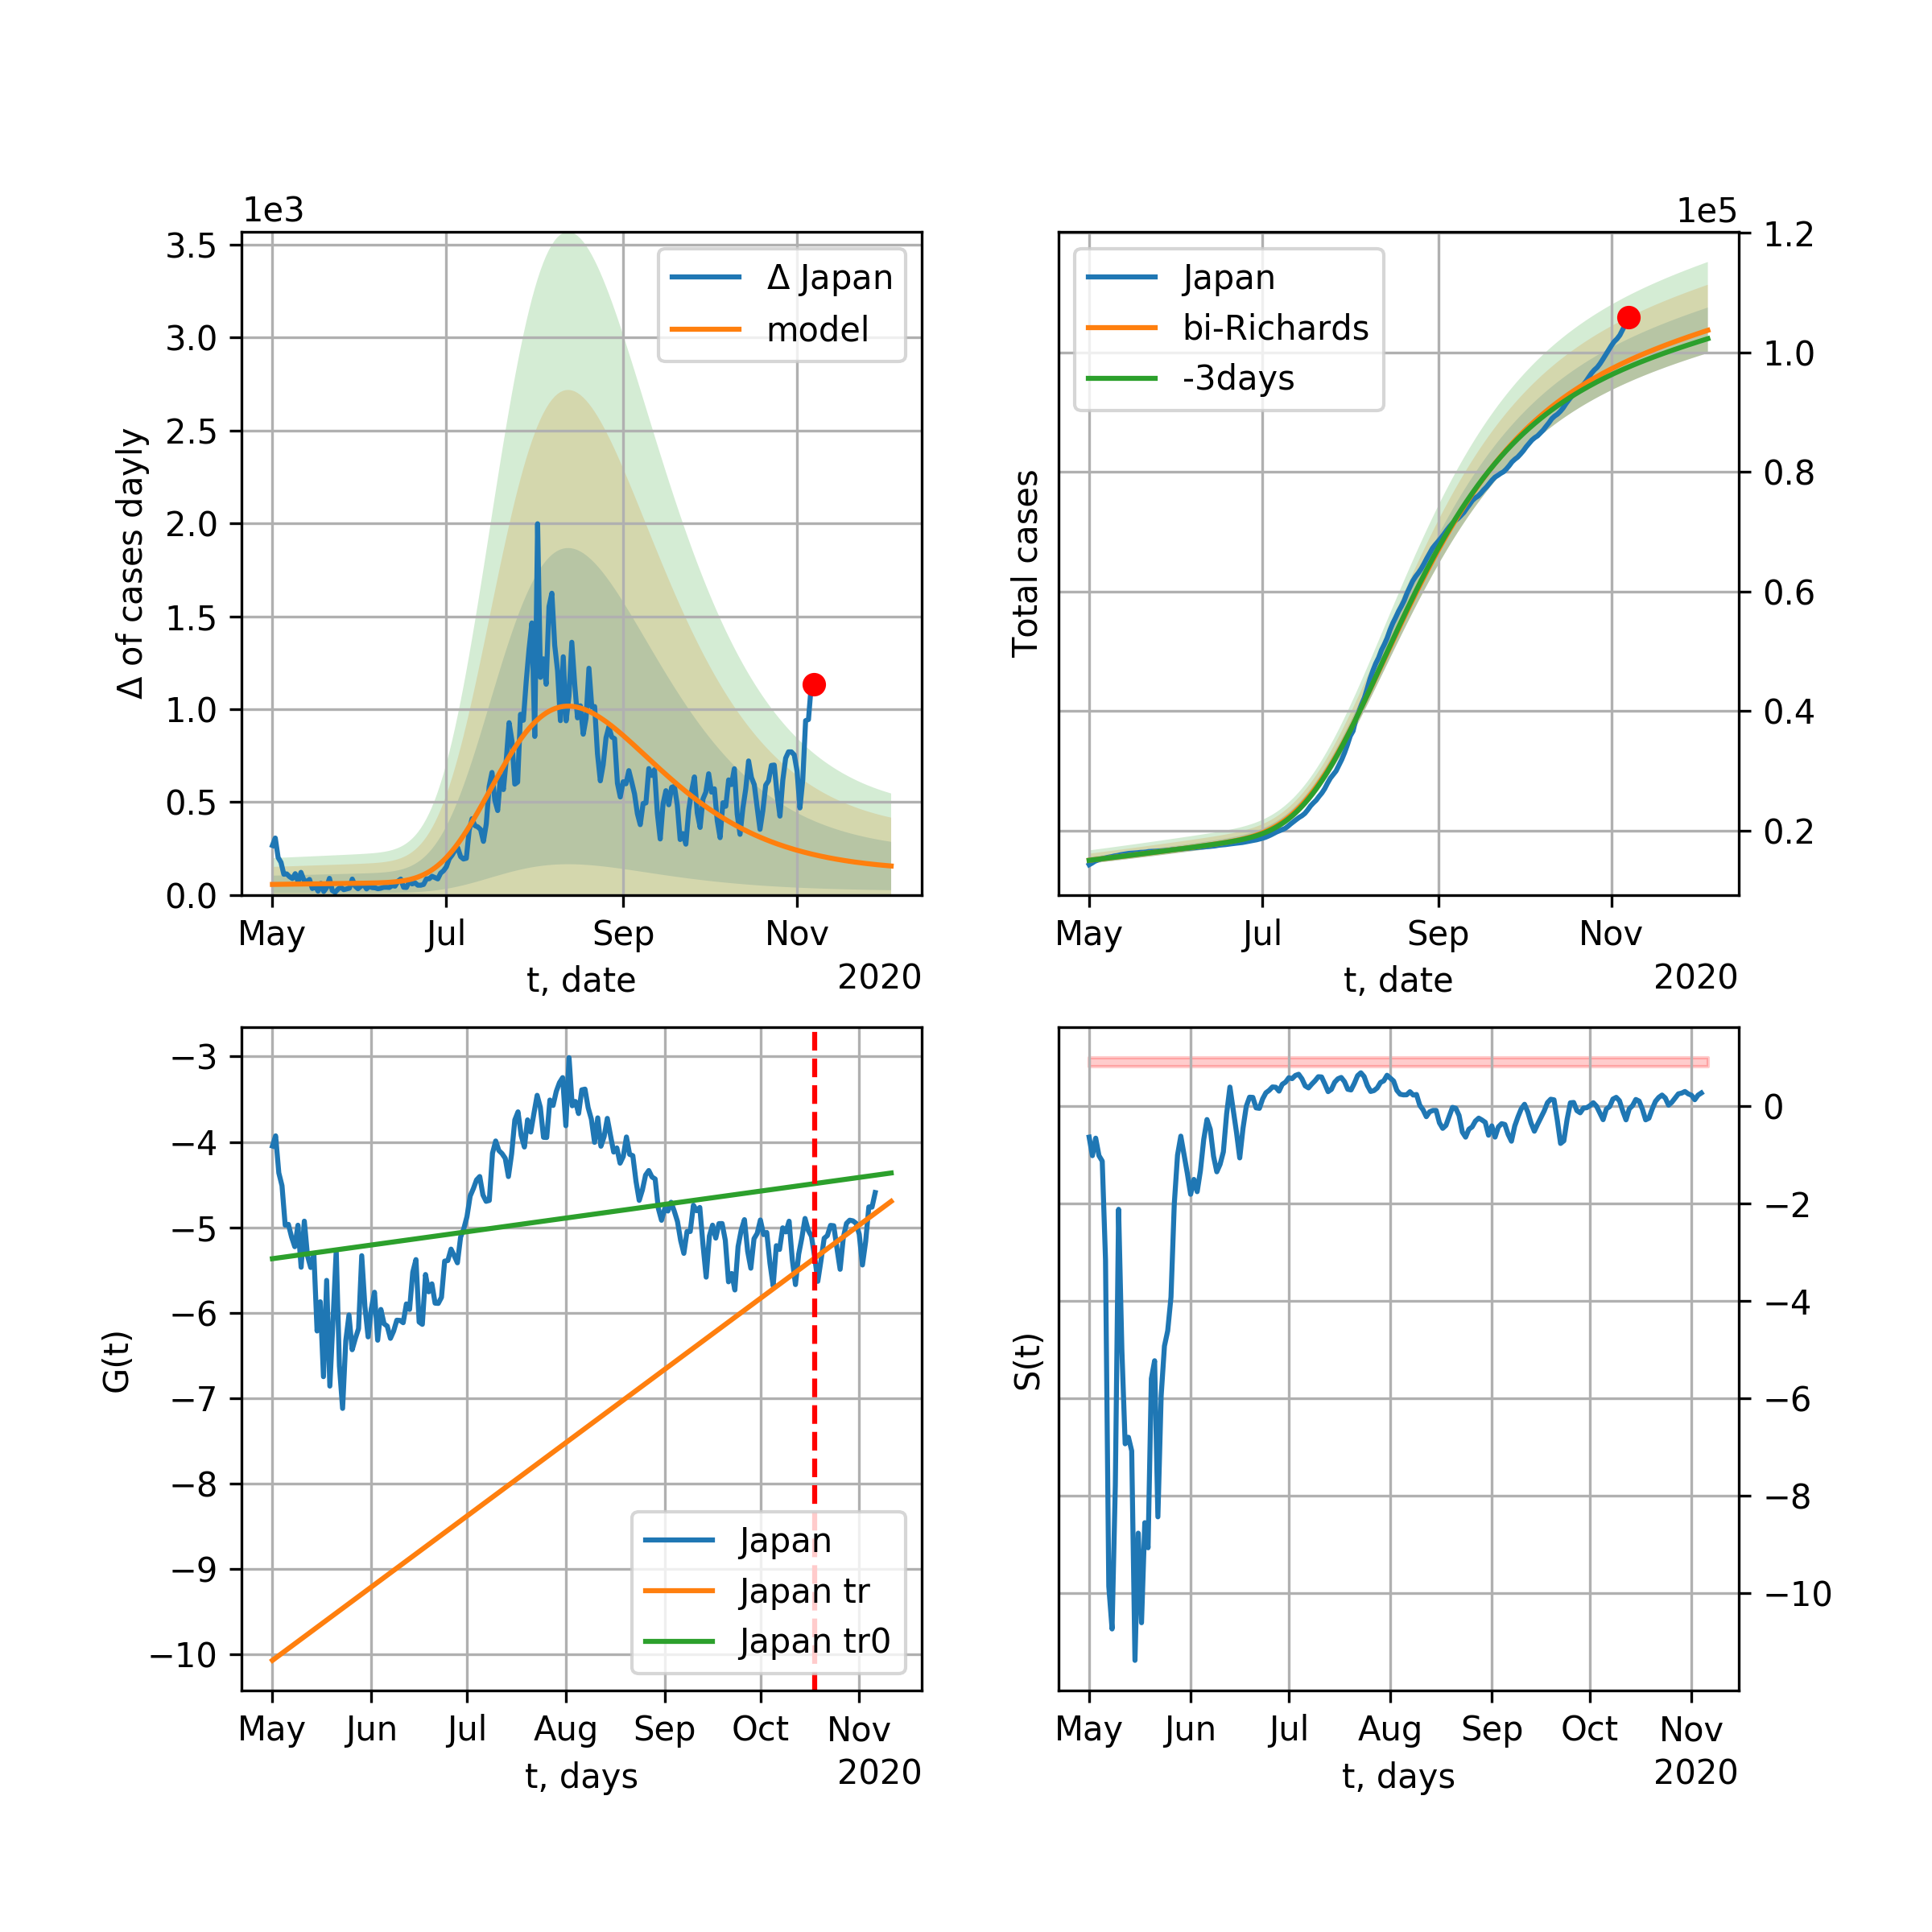 1e3
3.5
3.0
2.5
2.0
1.5
1.0
0.5
0.0
Δ of cases dayly
Δ Japan
model
May Jul Sep Nov
t, date
2020
1e5
1.2
1.0
0.8
0.6
0.4
0.2
Total cases
Japan
bi-Richards
-3days
May Jul Sep Nov
t, date
2020
−3
−4
−5
−6
−7
−8
−9
−10
G(t)
Japan
Japan tr
Japan tr0
May Jun Jul Aug Sep Oct Nov
t, days
2020
0
−2
−4
−6
−8
−10
S(t)
May Jun Jul Aug Sep Oct Nov
t, days
2020